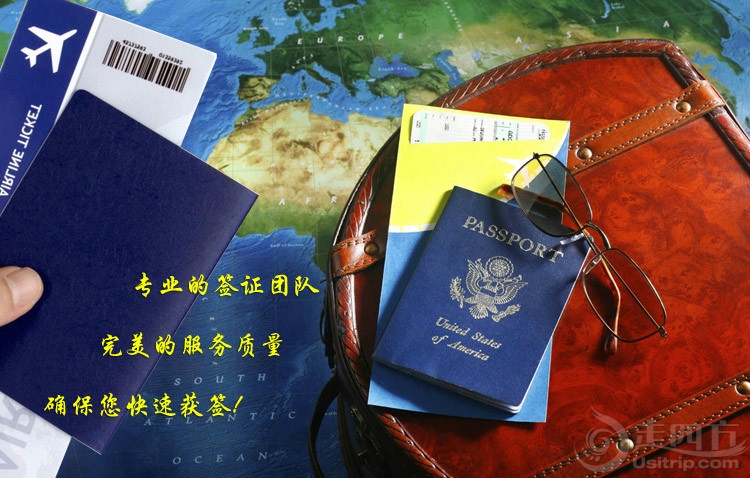 EUROPE
ASIA
AIRLINE TICKET
AFRICA
PASSPORT
United States
of America
专业的签证团队
完美的服务质量
确保您快速获签!
SOUTH
ATLANTIC
OCEAN
走四方
Usitrip.com